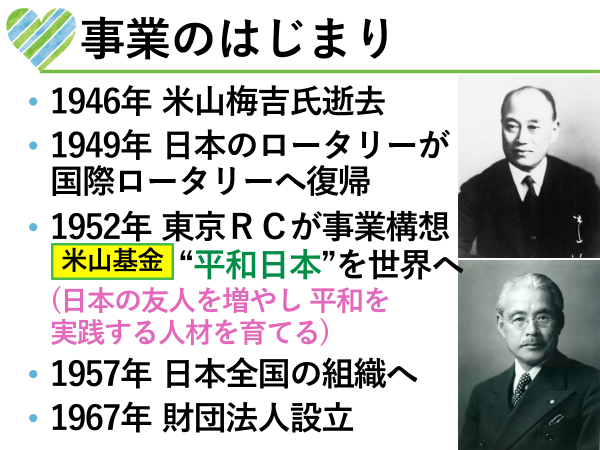 事業のはじまり
• 1946年 米山梅吉氏逝去
• 1949年 日本のロータリーが
国際ロータリーへ復帰
• 1952年 東京ＲＣが事業構想
米山基金 “平和日本”を世界へ
(日本の友人を増やし 平和を
実践する人材を育てる)
• 1957年 日本全国の組織へ
• 1967年 財団法人設立